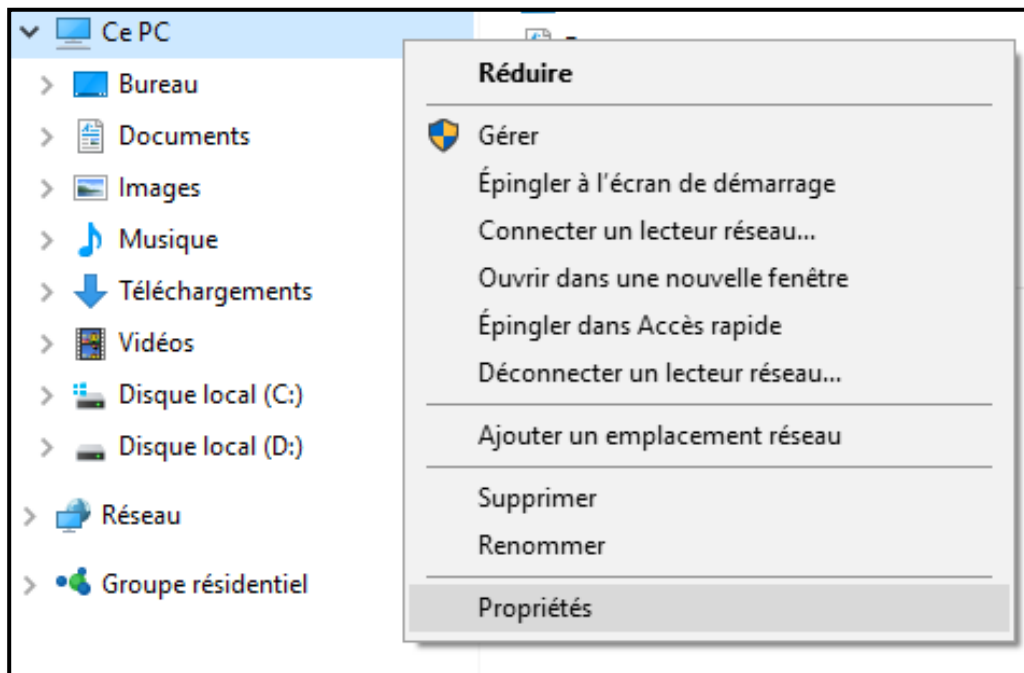 Ce PC
Bureau
Documents
Images
Musique
Téléchargements
Vidéos
Disque local (C:)
Disque local (D:)
Réseau
Groupe résidentiel
Réduire
Gérer
Épingler à l'écran de démarrage
Connecter un lecteur réseau...
Ouvrir dans une nouvelle fenêtre
Épingler dans Accès rapide
Déconnecter un lecteur réseau...
Ajouter un emplacement réseau
Supprimer
Renommer
Propriétés